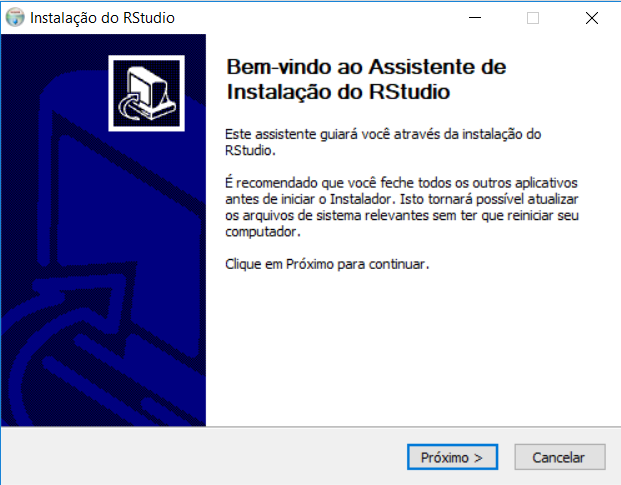 Instalação do RStudio
Bem-vindo ao Assistente de
Instalação do RStudio
Este assistente guiará você através da instalação do
RStudio.
É recomendado que você feche todos os outros aplicativos
antes de iniciar o Instalador. Isto tornará possível atualizar
os arquivos de sistema relevantes sem ter que reiniciar seu
computador.
Clique em Próximo para continuar.
Próximo >
Cancelar